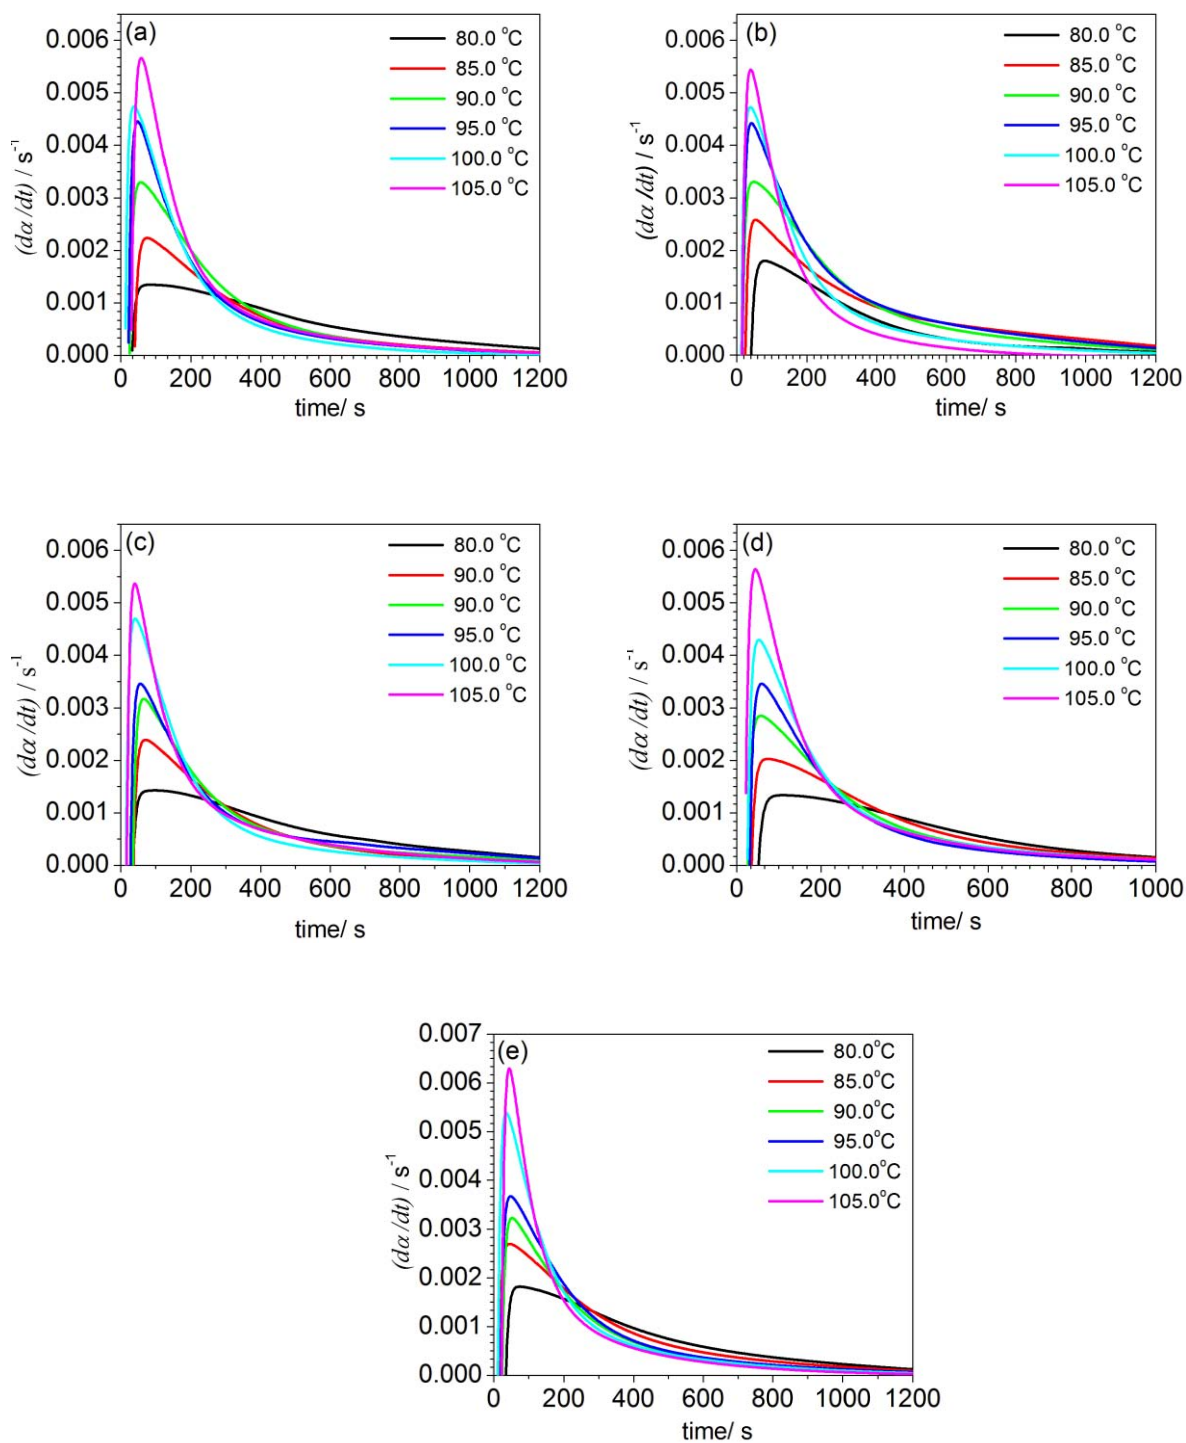 (a)
0.006
0.005
0.004
0.003
0.002
0.001
0.000
(dα/dt) / s⁻¹
80.0 °C
85.0 °C
90.0 °C
95.0 °C
100.0 °C
105.0 °C
0 200 400 600 800 1000 1200
time/ s
(b)
0.006
0.005
0.004
0.003
0.002
0.001
0.000
(dα/dt) / s⁻¹
80.0 °C
85.0 °C
90.0 °C
95.0 °C
100.0 °C
105.0 °C
0 200 400 600 800 1000 1200
time/ s
(c)
0.006
0.005
0.004
0.003
0.002
0.001
0.000
(dα/dt) / s⁻¹
80.0 °C
90.0 °C
90.0 °C
95.0 °C
100.0 °C
105.0 °C
0 200 400 600 800 1000 1200
time/ s
(d)
0.006
0.005
0.004
0.003
0.002
0.001
0.000
(dα/dt) / s⁻¹
80.0 °C
85.0 °C
90.0 °C
95.0 °C
100.0 °C
105.0 °C
0 200 400 600 800 1000
time/ s
(e)
0.007
0.006
0.005
0.004
0.003
0.002
0.001
0.000
(dα/dt) / s⁻¹
80.0°C
85.0°C
90.0°C
95.0°C
100.0°C
105.0°C
0 200 400 600 800 1000 1200
time/ s